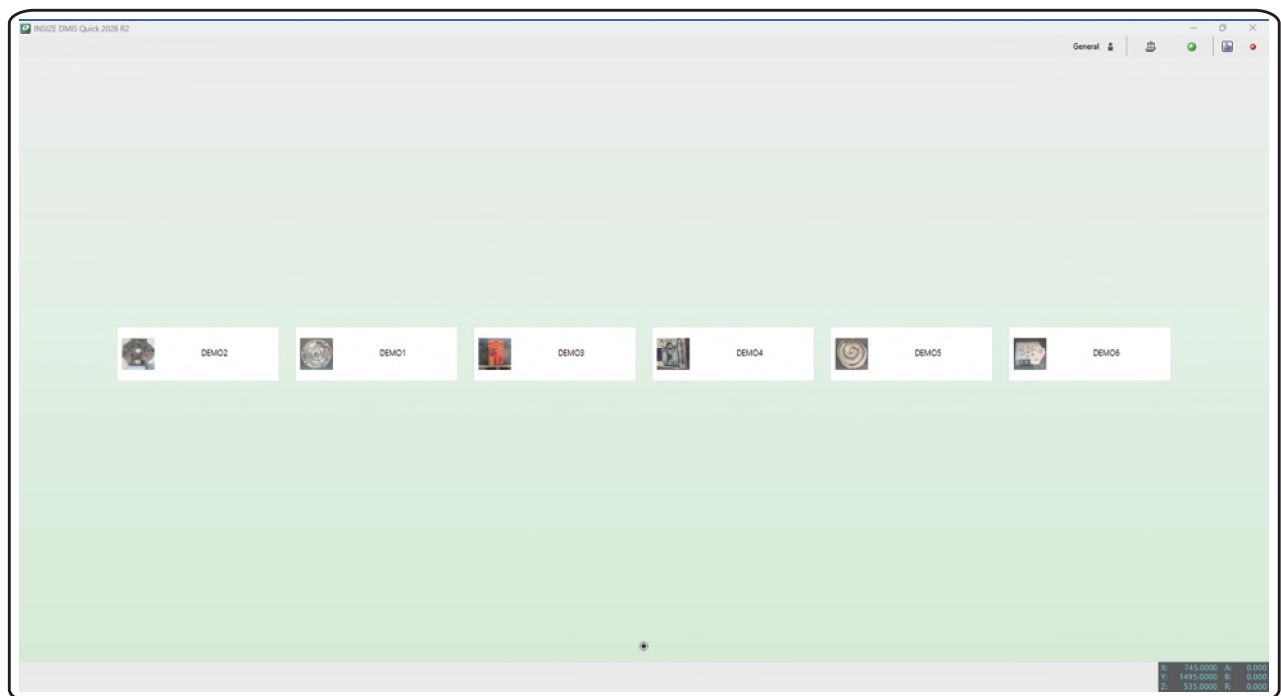 INSIZE DMIS Quick 2026 R2
General
DEMO2 DEMO1 DEMO3 DEMO4 DEMO5 DEMO6
X: 745.0000 A: 0.000
Y: 1495.0000 B: 0.000
Z: 535.0000 R: 0.000